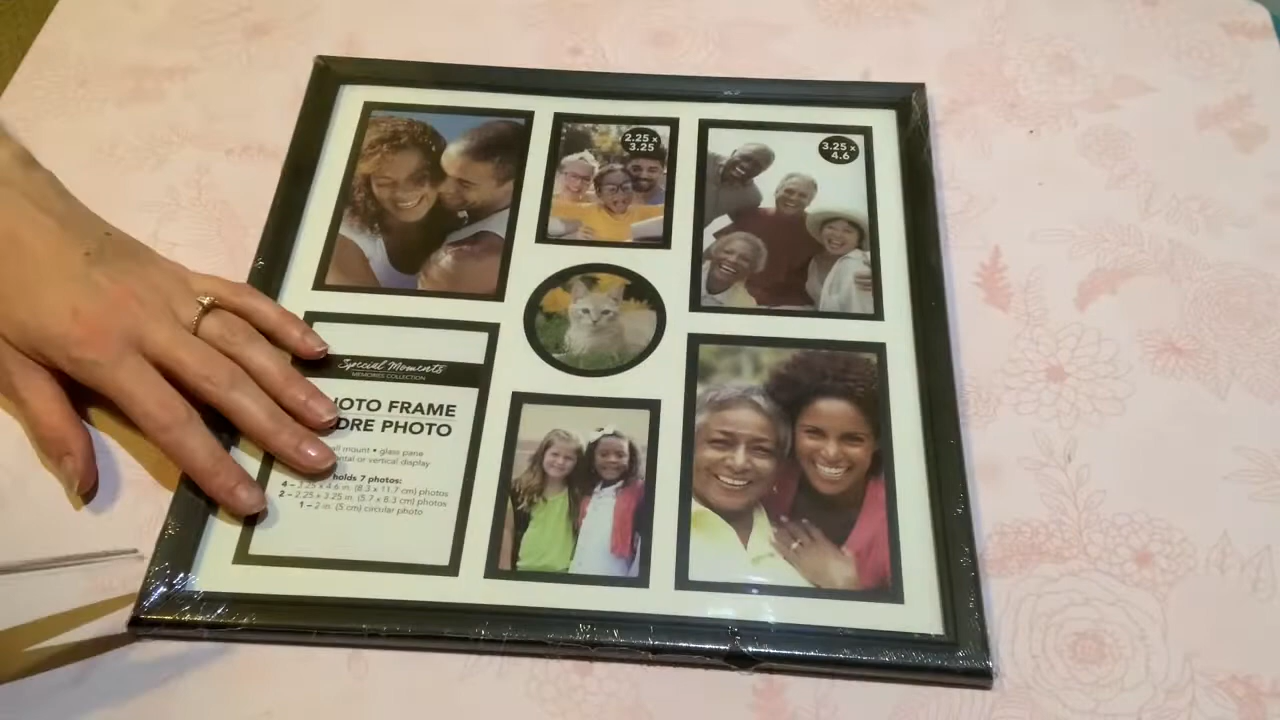 2.25 x
3.25
3.25 x
4.6
Special Moments
MEMORIES COLLECTION
OTO FRAME
DRE PHOTO
ll mount • glass pane
ntal or vertical display
holds 7 photos:
4 – 3.25 x 4.6 in. (8.3 x 11.7 cm) photos
2 – 2.25 x 3.25 in. (5.7 x 8.3 cm) photos
1 – 2 in. (5 cm) circular photo